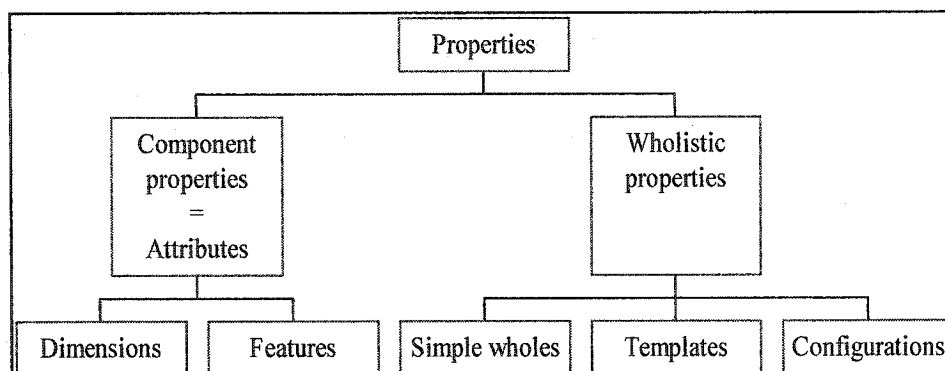 Properties
Component
properties
=
Attributes
Wholistic
properties
Dimensions
Features
Simple wholes
Templates
Configurations